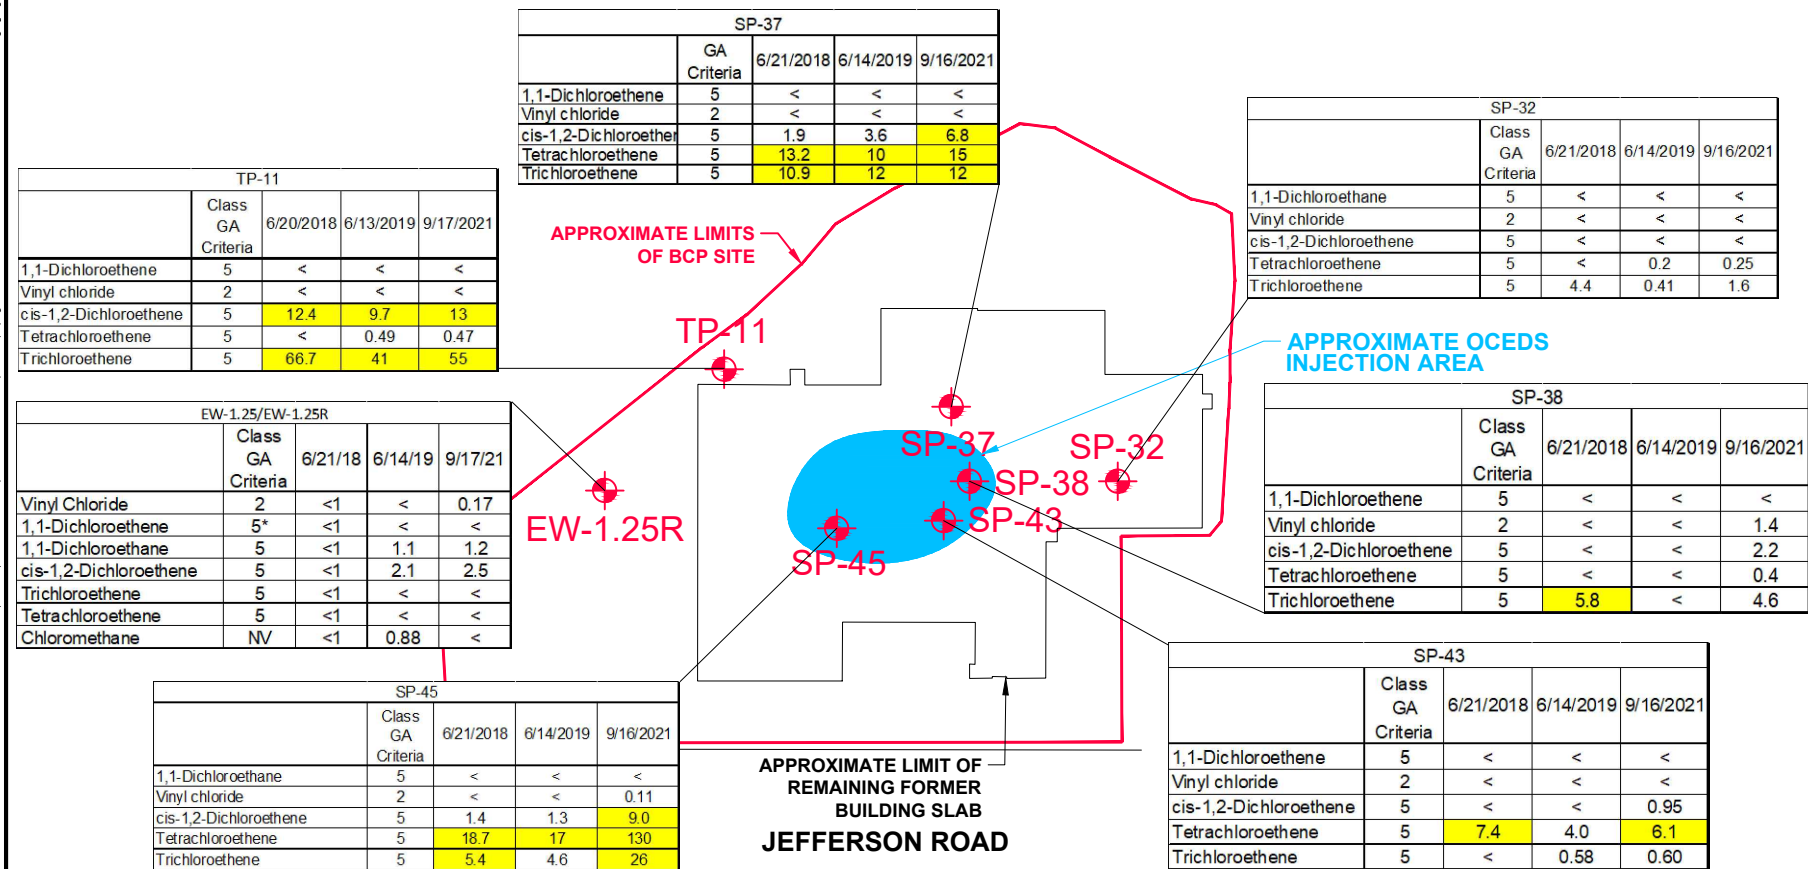 SP-37
GA Criteria 6/21/2018 6/14/2019 9/16/2021
1,1-Dichloroethene 5 < < <
Vinyl chloride 2 < < <
cis-1,2-Dichloroether 5 1.9 3.6 6.8
Tetrachloroethene 5 13.2 10 15
Trichloroethene 5 10.9 12 12
SP-32
Class GA Criteria 6/21/2018 6/14/2019 9/16/2021
1,1-Dichloroethane 5 < < <
Vinyl chloride 2 < < <
cis-1,2-Dichloroethene 5 < < <
Tetrachloroethene 5 < 0.2 0.25
Trichloroethene 5 4.4 0.41 1.6
TP-11
Class GA Criteria 6/20/2018 6/13/2019 9/17/2021
1,1-Dichloroethene 5 < < <
Vinyl chloride 2 < < <
cis-1,2-Dichloroethene 5 12.4 9.7 13
Tetrachloroethene 5 < 0.49 0.47
Trichloroethene 5 66.7 41 55
APPROXIMATE LIMITS
OF BCP SITE
TP-11
APPROXIMATE OCEDS
INJECTION AREA
EW-1.25/EW-1.25R
Class GA Criteria 6/21/18 6/14/19 9/17/21
Vinyl Chloride 2 <1 < 0.17
1,1-Dichloroethene 5* <1 < <
1,1-Dichloroethane 5 <1 1.1 1.2
cis-1,2-Dichloroethene 5 <1 2.1 2.5
Trichloroethene 5 <1 < <
Tetrachloroethene 5 <1 < <
Chloromethane NV <1 0.88 <
SP-37
SP-32
SP-38
EW-1.25R
SP-43
SP-45
SP-38
Class GA Criteria 6/21/2018 6/14/2019 9/16/2021
1,1-Dichloroethene 5 < < <
Vinyl chloride 2 < < 1.4
cis-1,2-Dichloroethene 5 < < 2.2
Tetrachloroethene 5 < < 0.4
Trichloroethene 5 5.8 < 4.6
SP-45
Class GA Criteria 6/21/2018 6/14/2019 9/16/2021
1,1-Dichloroethane 5 < < <
Vinyl chloride 2 < < 0.11
cis-1,2-Dichloroethene 5 1.4 1.3 9.0
Tetrachloroethene 5 18.7 17 130
Trichloroethene 5 5.4 4.6 26
APPROXIMATE LIMIT OF
REMAINING FORMER
BUILDING SLAB
JEFFERSON ROAD
SP-43
Class GA Criteria 6/21/2018 6/14/2019 9/16/2021
1,1-Dichloroethene 5 < < <
Vinyl chloride 2 < < <
cis-1,2-Dichloroethene 5 < < 0.95
Tetrachloroethene 5 7.4 4.0 6.1
Trichloroethene 5 < 0.58 0.60